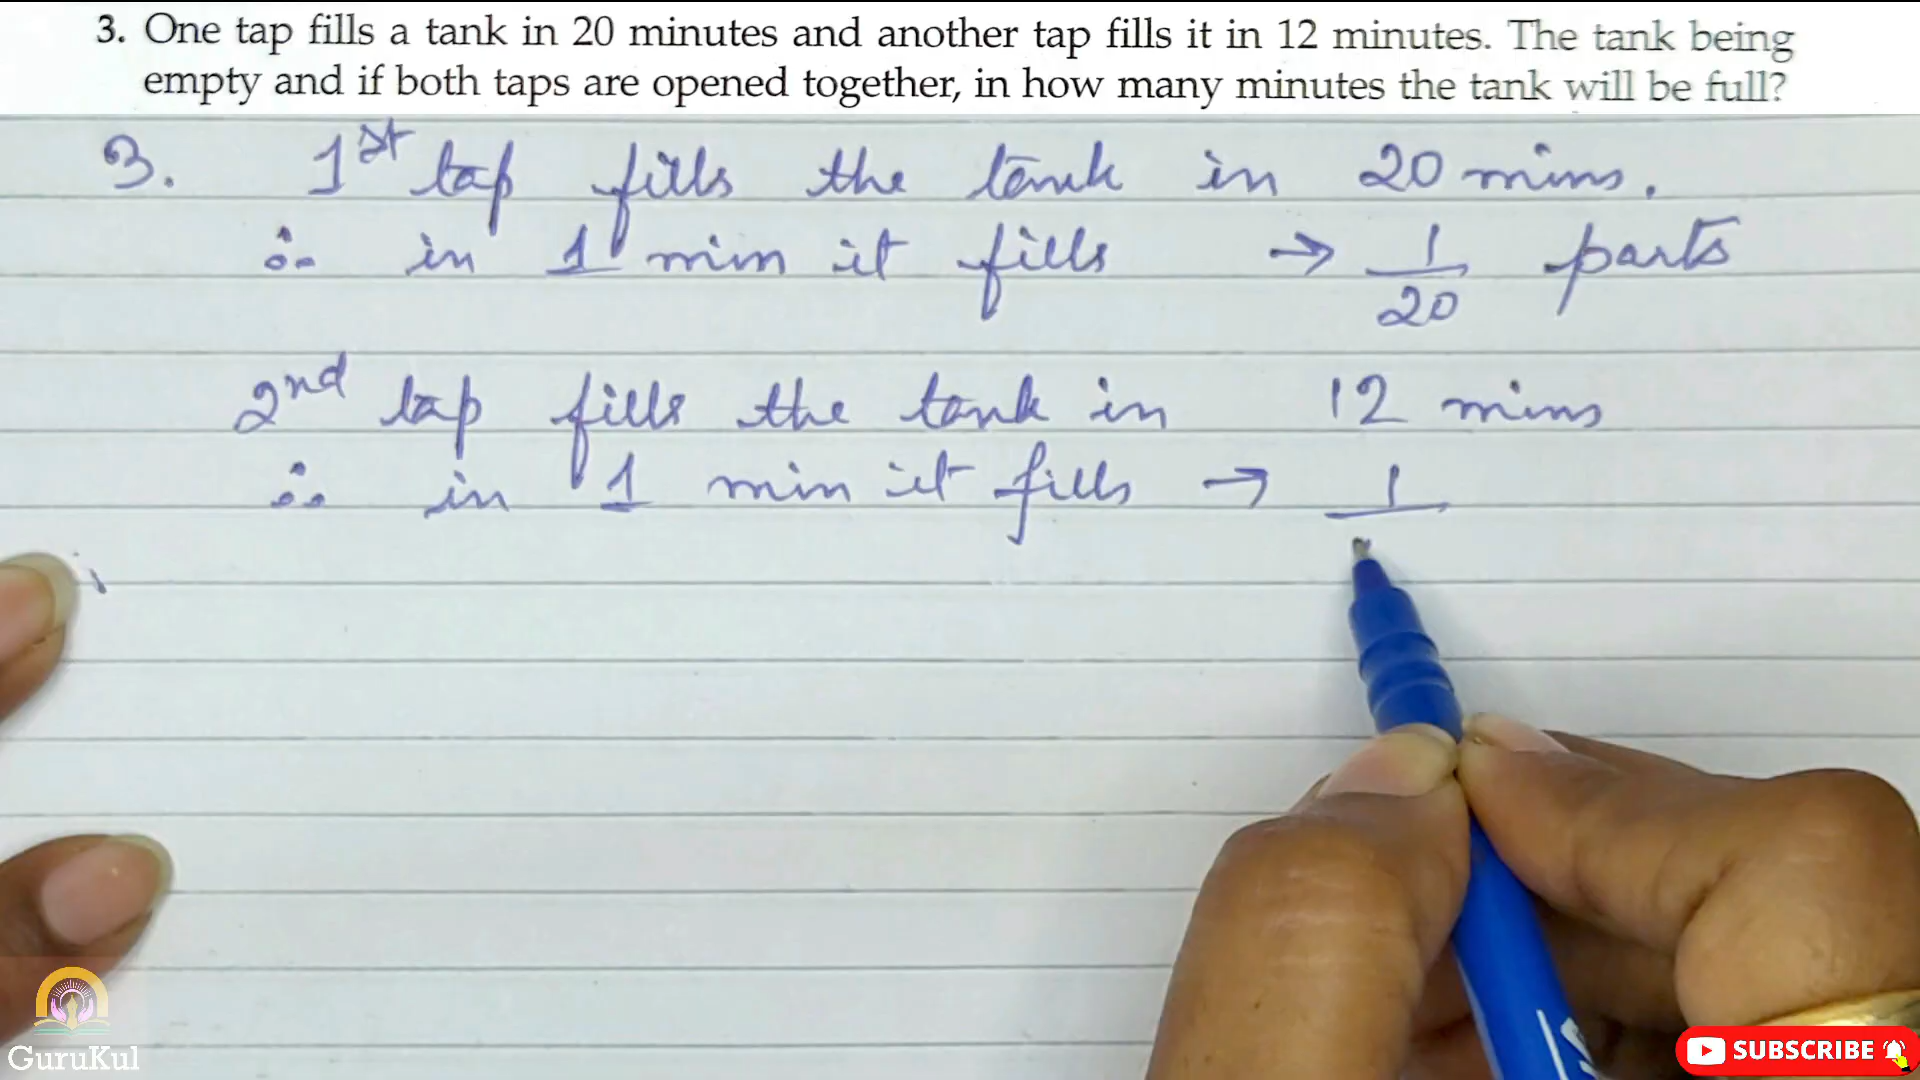 3. One tap fills a tank in 20 minutes and another tap fills it in 12 minutes. The tank being
empty and if both taps are opened together, in how many minutes the tank will be full?
3. 1st tap fills the tank in 20 mins.
∴ in 1 min it fills → 1/20 parts
2nd tap fills the tank in 12 mins
∴ in 1 min it fills → 1
GuruKul
SUBSCRIBE